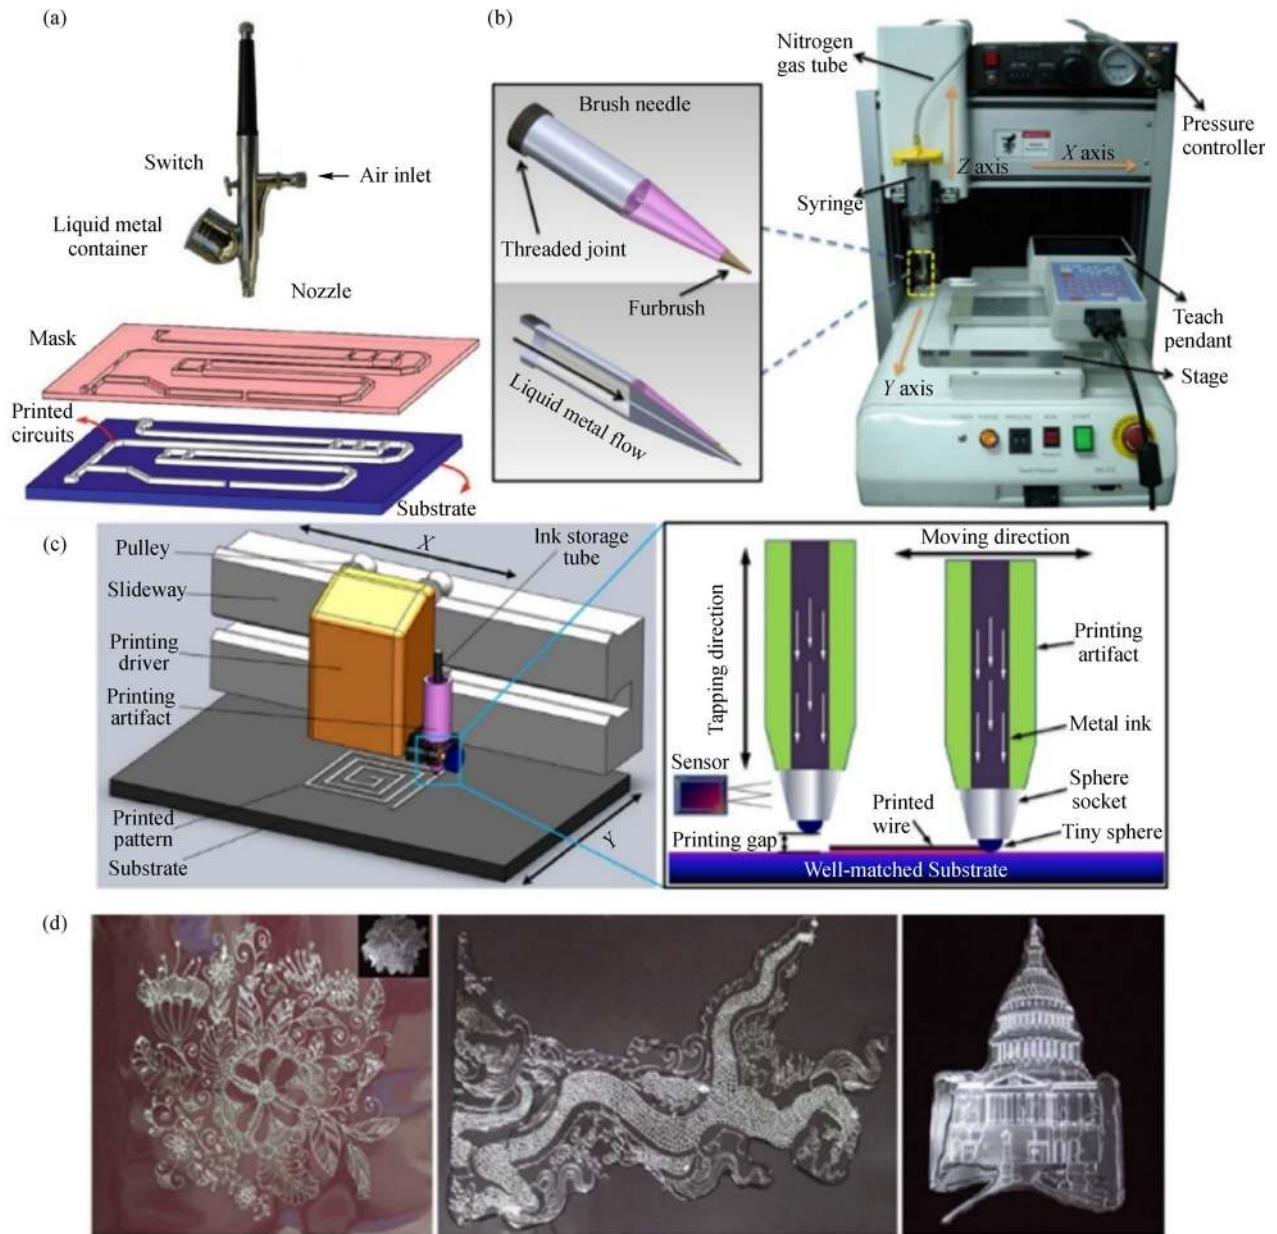 (a)
Switch
Air inlet
Liquid metal
container
Nozzle
Mask
Printed
circuits
Substrate
(b)
Brush needle
Threaded joint
Furbrush
Liquid metal flow
Nitrogen
gas tube
Pressure
controller
Z axis
X axis
Syringe
Teach
pendant
Y axis
Stage
(c)
X
Pulley
Ink storage
tube
Slideway
Printing
driver
Printing
artifact
Printed
pattern
Substrate
Y
Moving direction
Tapping direction
Printing
artifact
Metal ink
Sensor
Sphere
socket
Printed
wire
Tiny sphere
Printing gap
Well-matched Substrate
(d)